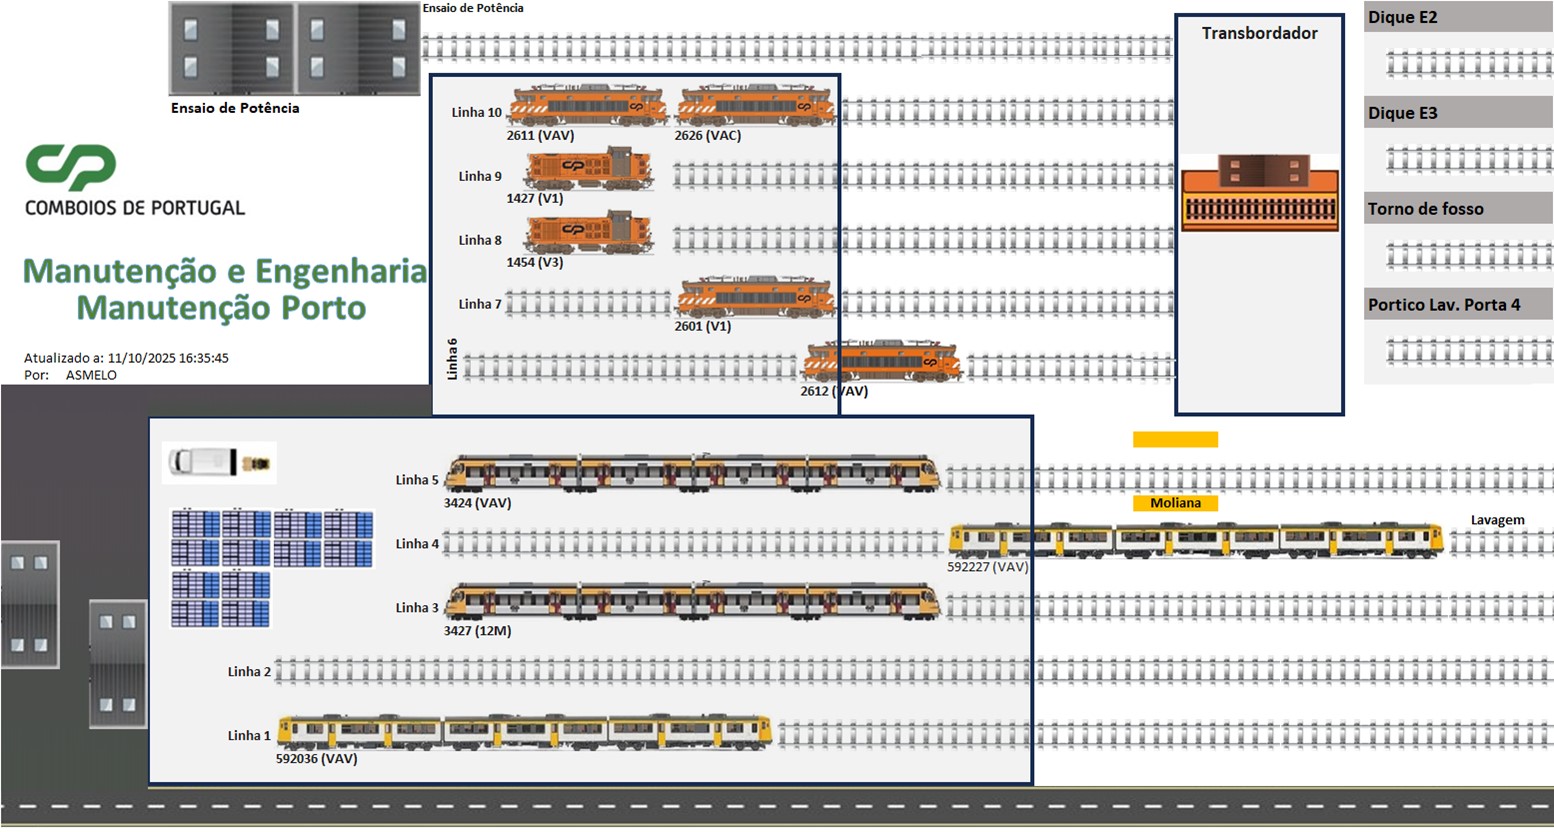 Ensaio de Potência
Ensaio de Potência
Transbordador
Dique E2
Dique E3
Torno de fosso
Portico Lav. Porta 4
CP
COMBOIOS DE PORTUGAL
Manutenção e Engenharia
Manutenção Porto
Atualizado a: 11/10/2025 16:35:45
Por: ASMELO
Linha 10
2611 (VAV) 2626 (VAC)
Linha 9
1427 (V1)
Linha 8
1454 (V3)
Linha 7
2601 (V1)
Linha 6
2612 (VAV)
Linha 5
3424 (VAV)
Moliana
Lavagem
Linha 4
592227 (VAV)
Linha 3
3427 (12M)
Linha 2
Linha 1
592036 (VAV)